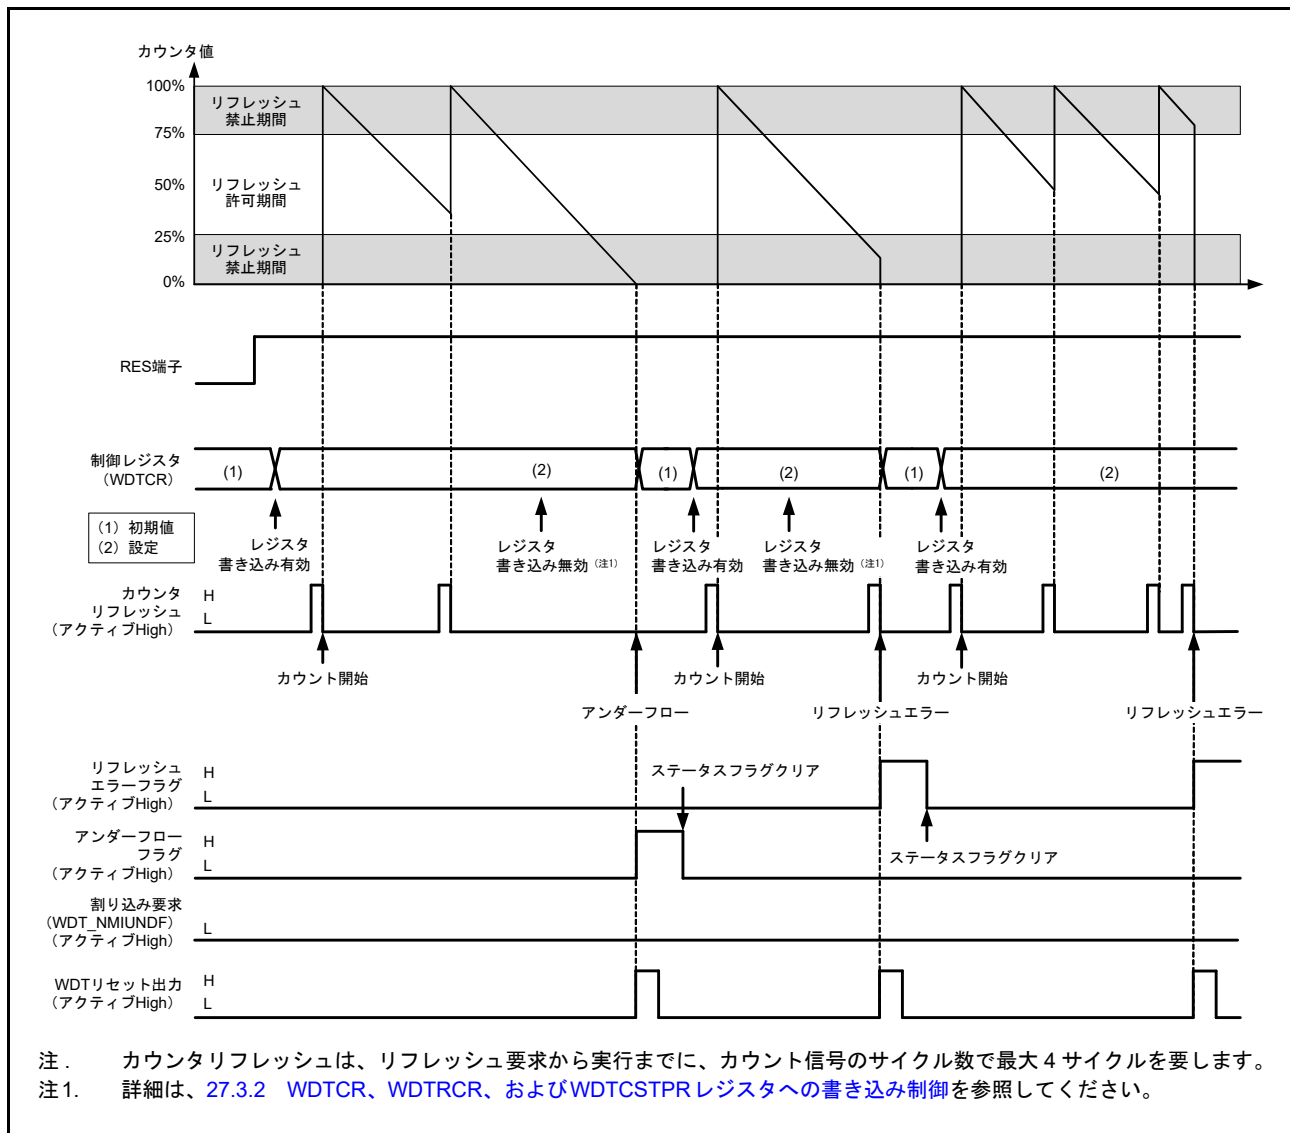 カウンタ値
100%
リフレッシュ
禁止期間
75%
50%
リフレッシュ
許可期間
25%
リフレッシュ
禁止期間
0%
RES端子
制御レジスタ
（WDTCR）
(1)
(2)
(1)
(2)
(1)
(2)
（1）初期値
（2）設定
レジスタ
書き込み有効
レジスタ
書き込み無効（注1）
レジスタ
書き込み有効
レジスタ
書き込み無効（注1）
レジスタ
書き込み有効
カウンタ
リフレッシュ
（アクティブHigh）
H
L
カウント開始
カウント開始
カウント開始
アンダーフロー
リフレッシュエラー
リフレッシュエラー
リフレッシュ
エラーフラグ
（アクティブHigh）
H
L
ステータスフラグクリア
アンダーフロー
フラグ
（アクティブHigh）
H
L
ステータスフラグクリア
割り込み要求
（WDT_NMIUNDF）
（アクティブHigh）
L
WDTリセット出力
（アクティブHigh）
H
L
注. カウンタリフレッシュは、リフレッシュ要求から実行までに、カウント信号のサイクル数で最大 4 サイクルを要します。
注1. 詳細は、27.3.2 WDTCR、WDTRCR、およびWDTCSTPR レジスタへの書き込み制御を参照してください。